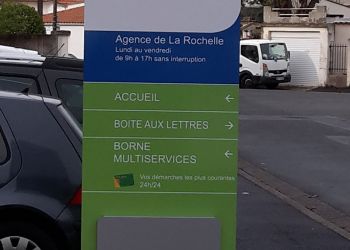 Agence de La Rochelle
Lundi au vendredi
de 9h à 17h sans interruption
ACCUEIL ←
BOITE AUX LETTRES →
BORNE ←
MULTISERVICES
Vos démarches les plus courantes
24h/24